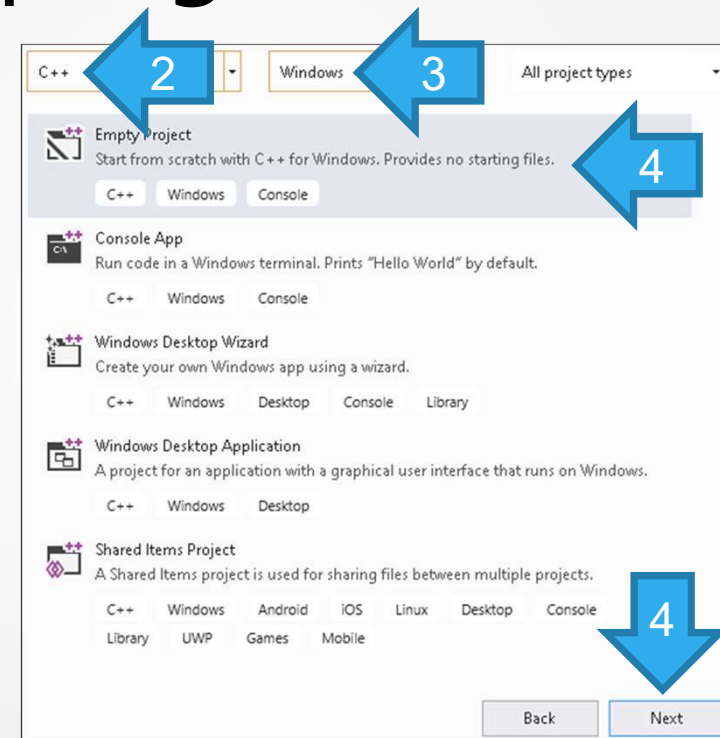 C++ 2 Windows 3 All project types
Empty Project
Start from scratch with C++ for Windows. Provides no starting files.
4
C++ Windows Console
Console App
Run code in a Windows terminal. Prints "Hello World" by default.
C++ Windows Console
Windows Desktop Wizard
Create your own Windows app using a wizard.
C++ Windows Desktop Console Library
Windows Desktop Application
A project for an application with a graphical user interface that runs on Windows.
C++ Windows Desktop
Shared Items Project
A Shared Items project is used for sharing files between multiple projects.
C++ Windows Android iOS Linux Desktop Console
4
Library UWP Games Mobile
Back Next